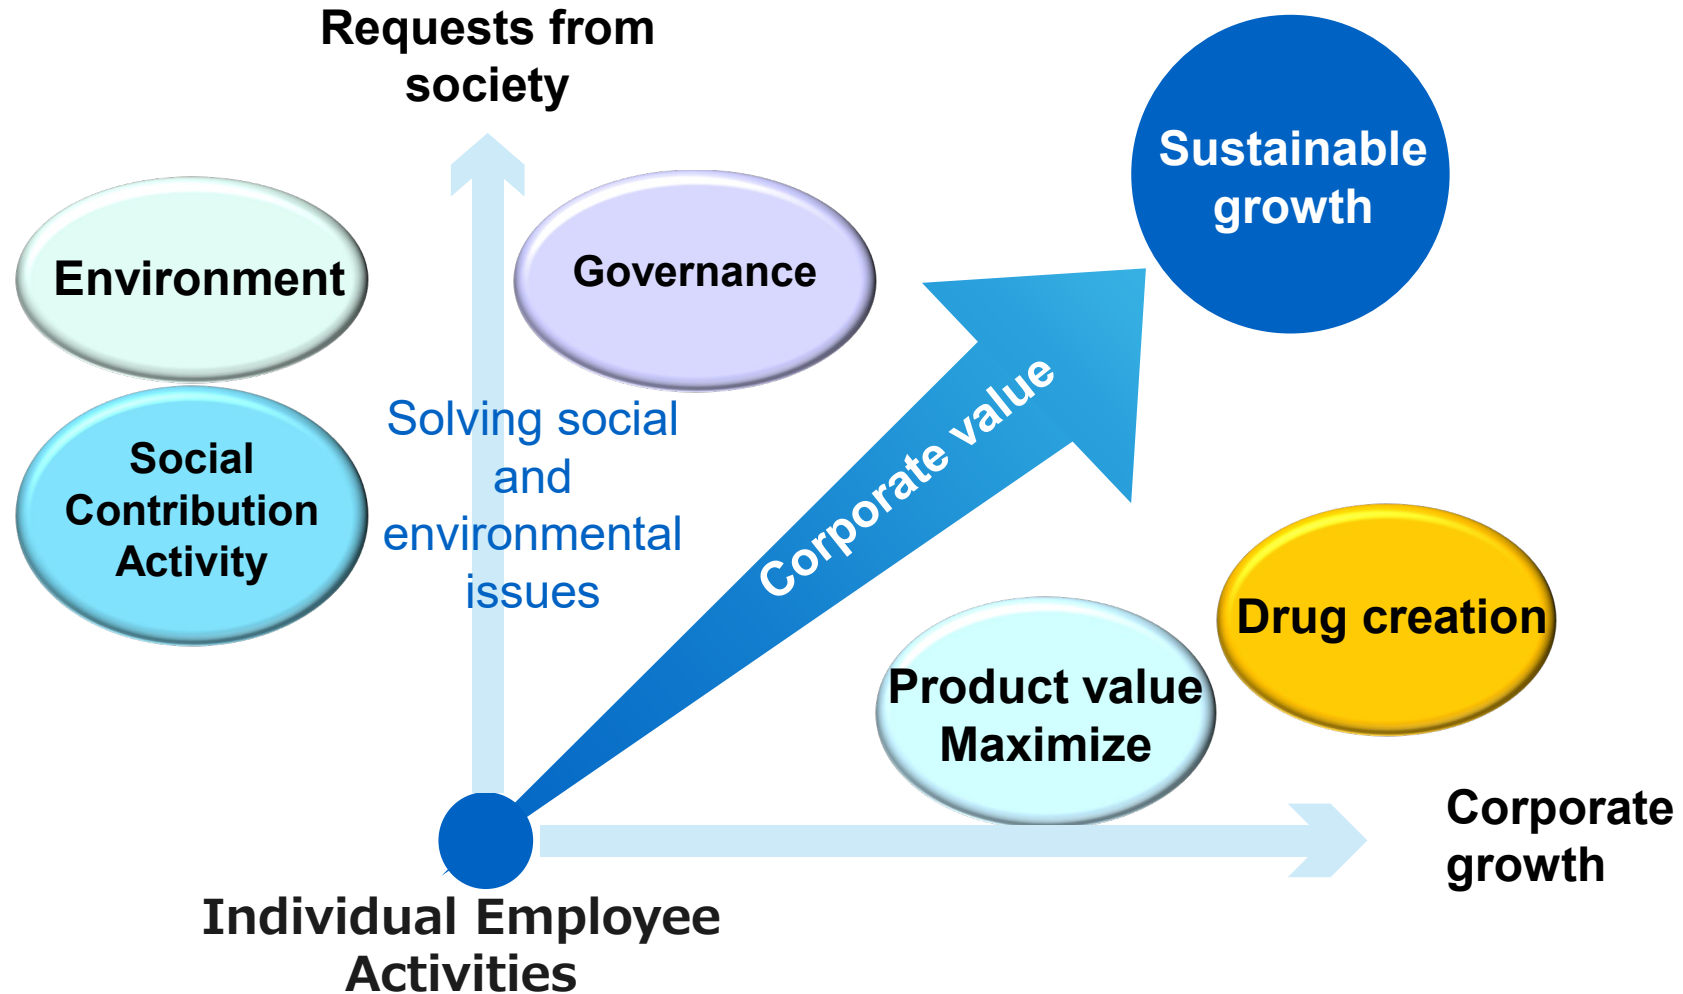 Requests from
society
Sustainable
growth
Environment
Governance
Social
Contribution
Activity
Solving social
and
environmental
issues
Corporate value
Drug creation
Product value
Maximize
Corporate
growth
Individual Employee
Activities